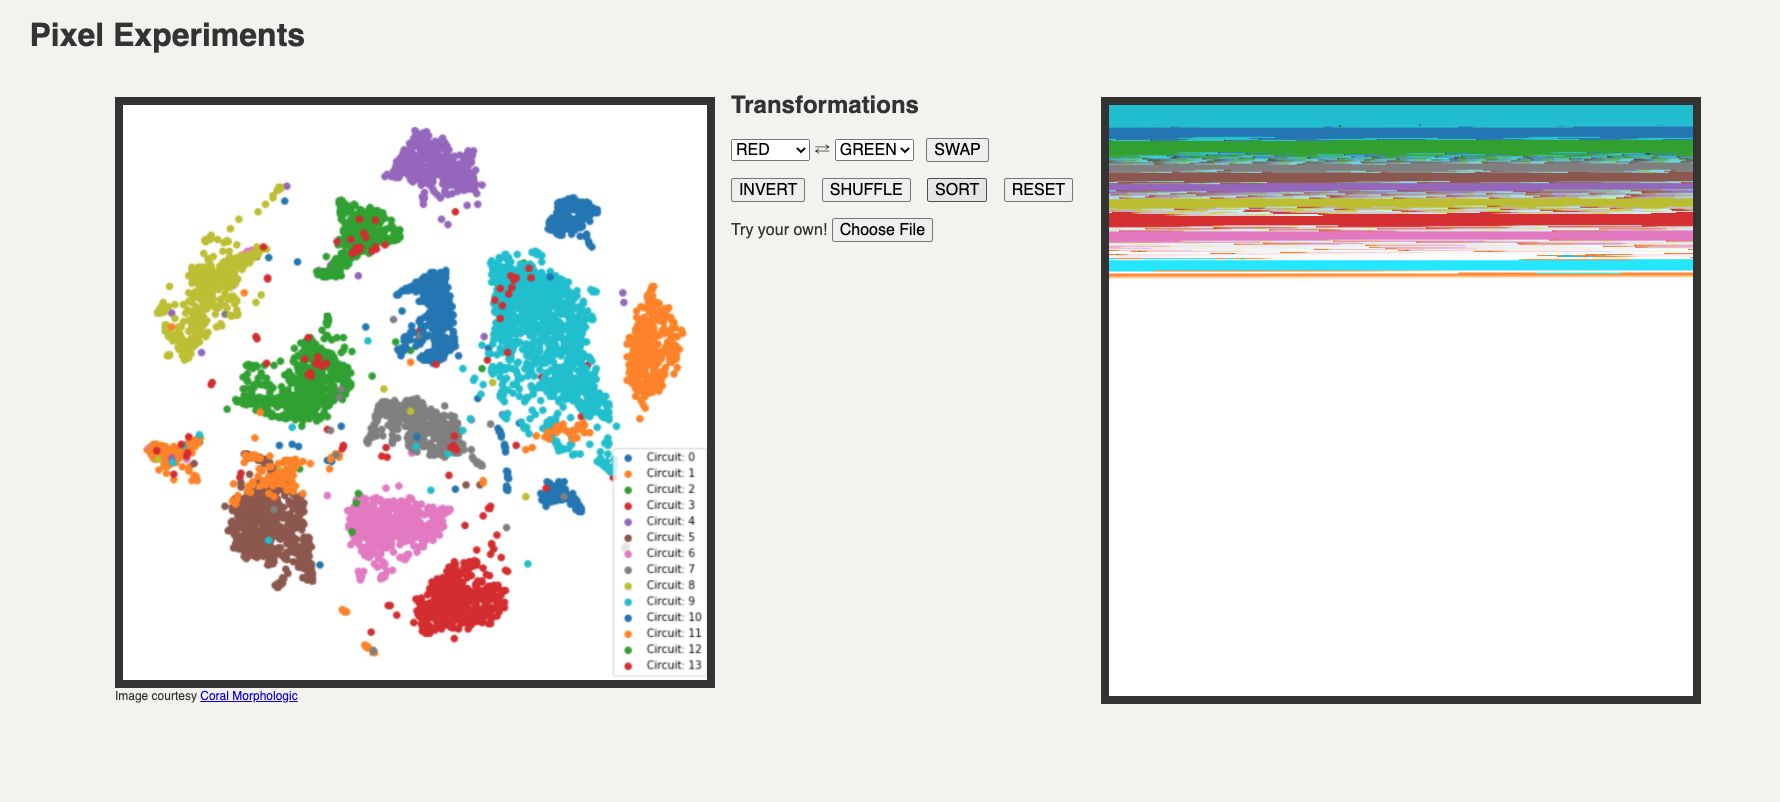 Pixel Experiments
Transformations
RED ⇄ GREEN SWAP
INVERT SHUFFLE SORT RESET
Try your own! Choose File
Circuit: 0
Circuit: 1
Circuit: 2
Circuit: 3
Circuit: 4
Circuit: 5
Circuit: 6
Circuit: 7
Circuit: 8
Circuit: 9
Circuit: 10
Circuit: 11
Circuit: 12
Circuit: 13
Image courtesy Coral Morphologic